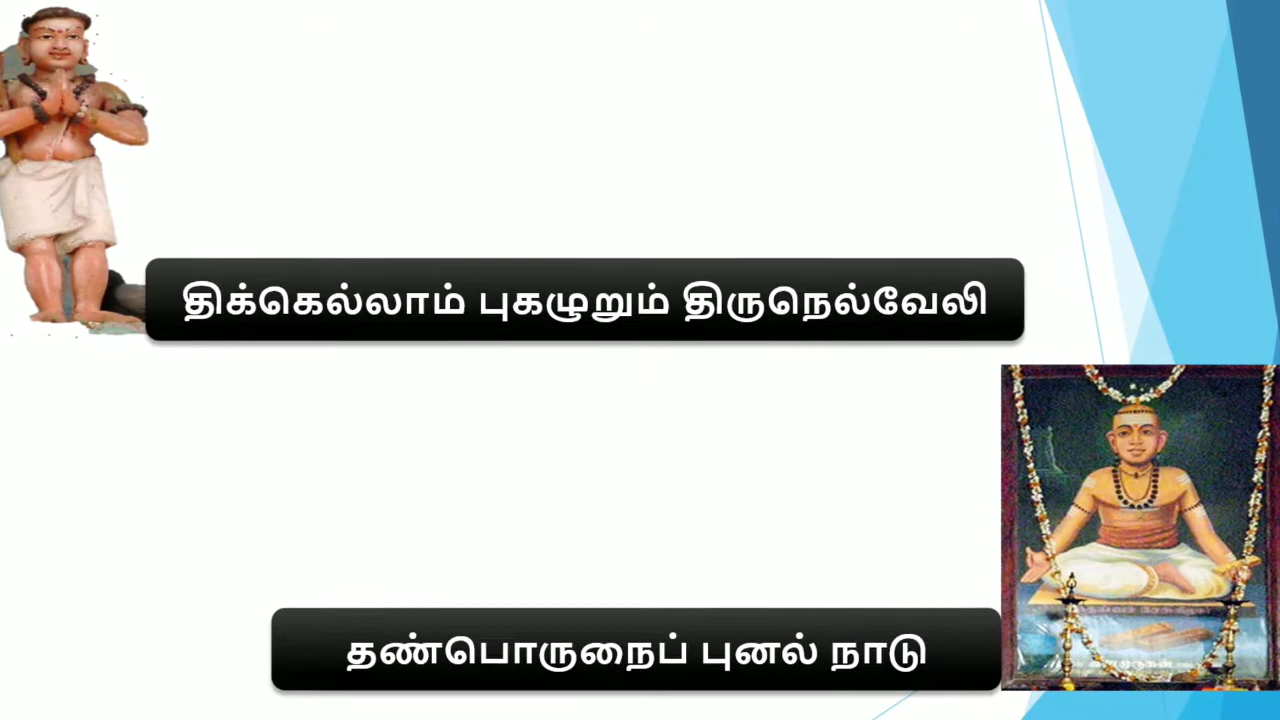 திக்கெல்லாம் புகழுறும் திருநெல்வேலி
தண்பொருநைப் புனல் நாடு